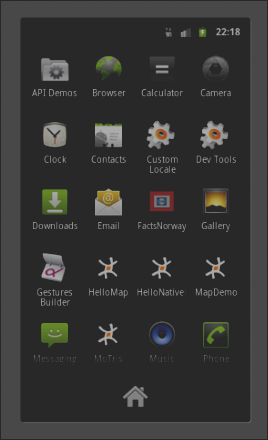 22:18
API Demos Browser Calculator Camera
Clock Contacts Custom Locale Dev Tools
Downloads Email FactsNorway Gallery
Gestures Builder HelloMap HelloNative MapDemo
Messaging MoTris Music Phone